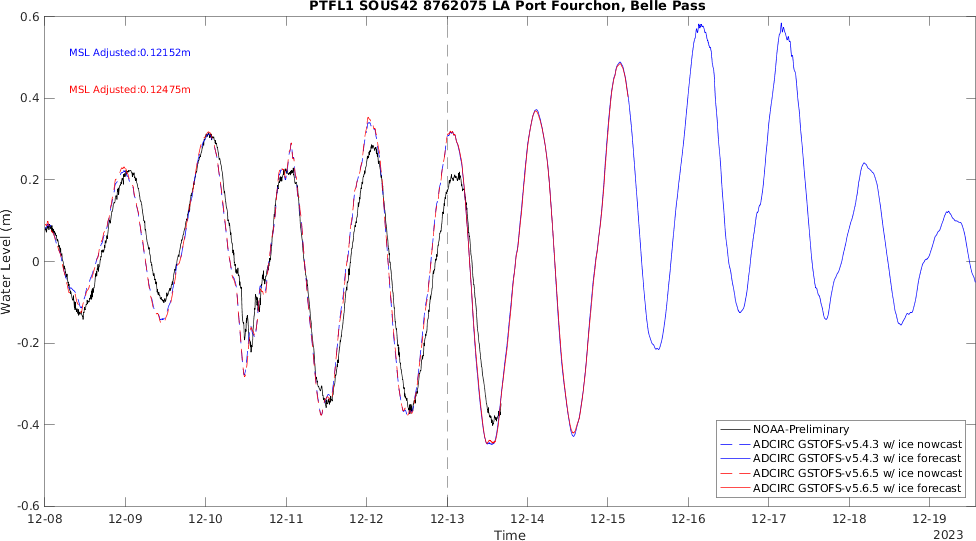 PTFL1 SOUS42 8762075 LA Port Fourchon, Belle Pass
0.6
MSL Adjusted:0.12152m
MSL Adjusted:0.12475m
0.4
0.2
0
-0.2
-0.4
-0.6
Water Level (m)
NOAA-Preliminary
ADCIRC GSTOFS-v5.4.3 w/ ice nowcast
ADCIRC GSTOFS-v5.4.3 w/ ice forecast
ADCIRC GSTOFS-v5.6.5 w/ ice nowcast
ADCIRC GSTOFS-v5.6.5 w/ ice forecast
12-08 12-09 12-10 12-11 12-12 12-13 12-14 12-15 12-16 12-17 12-18 12-19
Time
2023